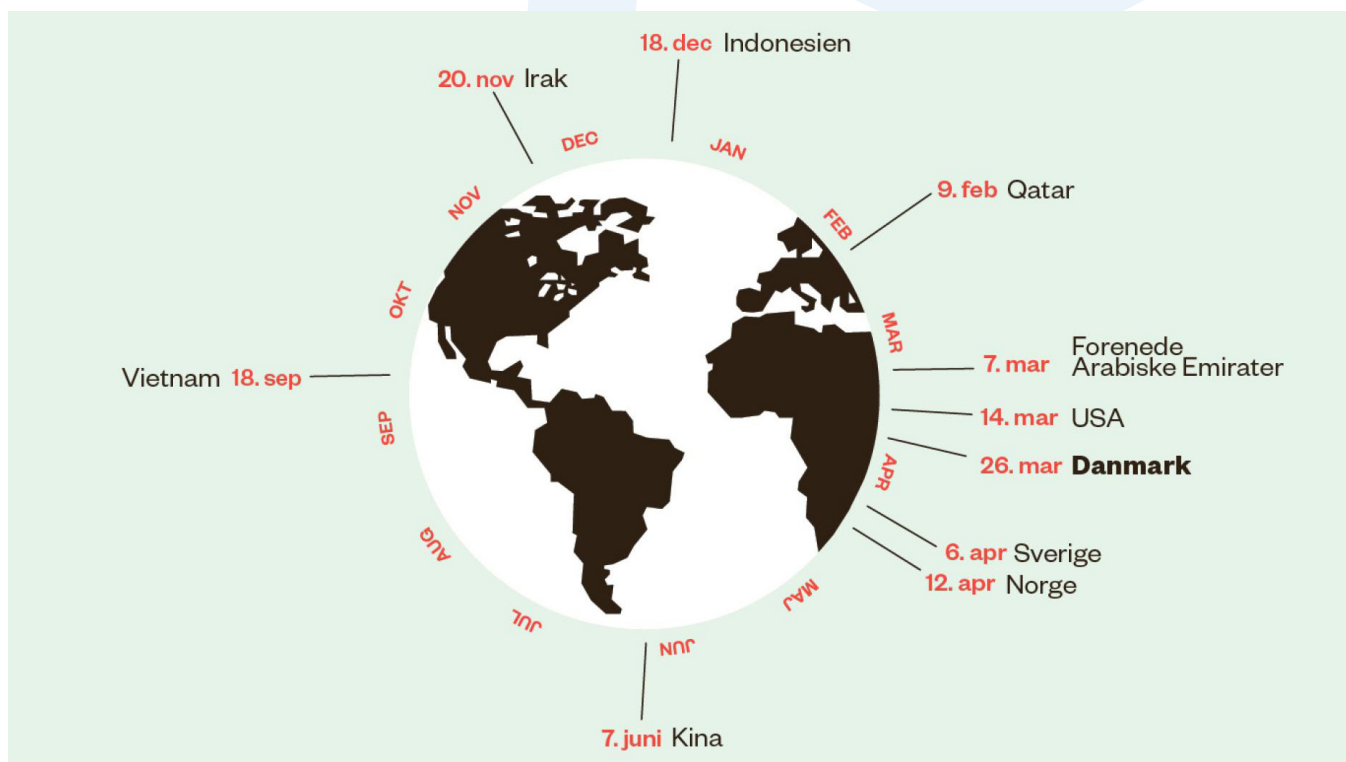 18. dec Indonesien
20. nov Irak
DEC
JAN
NOV
FEB
9. feb Qatar
OKT
MAR
7. mar Forenede
Arabiske Emirater
Vietnam 18. sep
14. mar USA
SEP
26. mar Danmark
APR
AUG
6. apr Sverige
12. apr Norge
MAJ
JUL
JUN
7. juni Kina